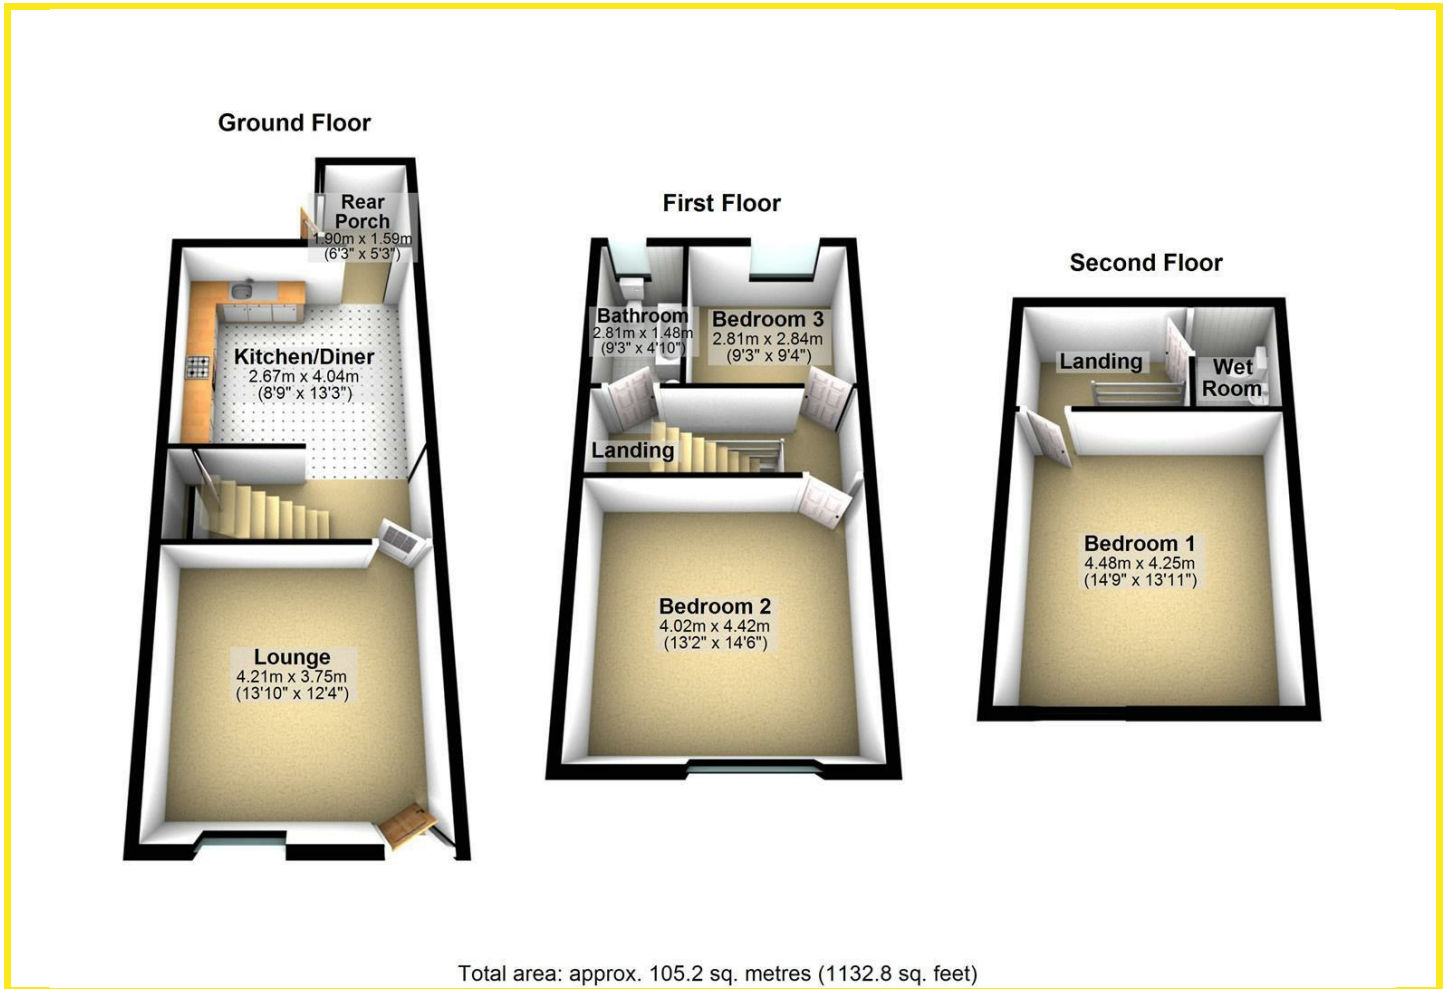 Ground Floor
Rear
Porch
1.90m x 1.59m
(6'3" x 5'3")
Kitchen/Diner
2.67m x 4.04m
(8'9" x 13'3")
Lounge
4.21m x 3.75m
(13'10" x 12'4")
First Floor
Bathroom
2.81m x 1.48m
(9'3" x 4'10")
Bedroom 3
2.81m x 2.84m
(9'3" x 9'4")
Landing
Bedroom 2
4.02m x 4.42m
(13'2" x 14'6")
Second Floor
Landing
Wet
Room
Bedroom 1
4.48m x 4.25m
(14'9" x 13'11")
Total area: approx. 105.2 sq. metres (1132.8 sq. feet)